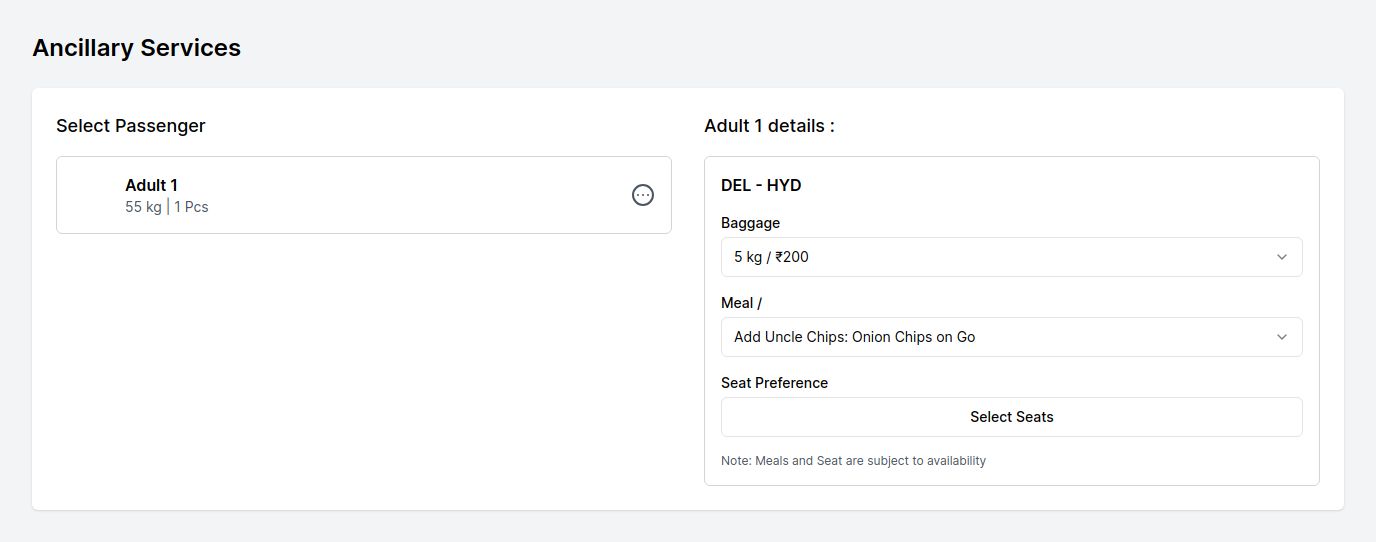 Ancillary Services
Select Passenger
Adult 1
55 kg | 1 Pcs
Adult 1 details :
DEL - HYD
Baggage
5 kg / ₹200
Meal /
Add Uncle Chips: Onion Chips on Go
Seat Preference
Select Seats
Note: Meals and Seat are subject to availability